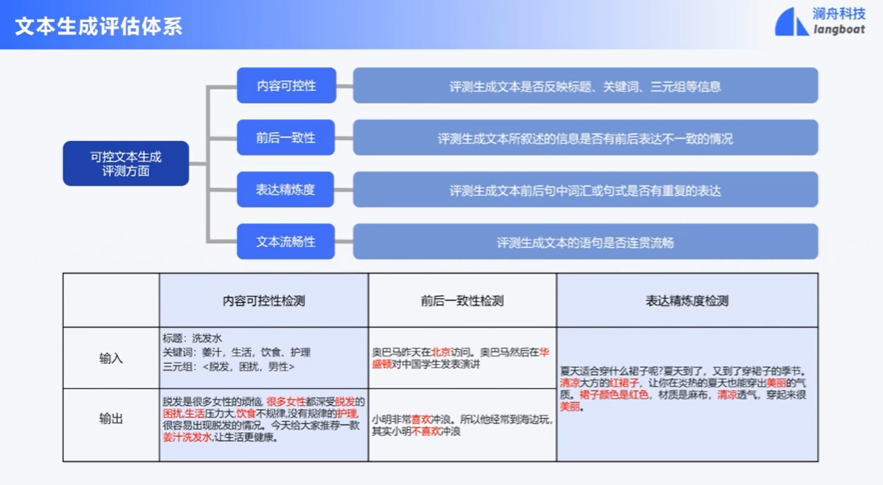 文本生成评估体系
澜舟科技
langboat
可控文本生成
评测方面
内容可控性
评测生成文本是否反映标题、关键词、三元组等信息
前后一致性
评测生成文本所叙述的信息是否有前后表达不一致的情况
表达精炼度
评测生成文本前后句中词汇或句式是否有重复的表达
文本流畅性
评测生成文本的语句是否连贯流畅
内容可控性检测
前后一致性检测
表达精炼度检测
输入
标题：洗发水
关键词：姜汁，生活，饮食、护理
三元组：<脱发，困扰，男性>
奥巴马昨天在北京访问。奥巴马然后在华
盛顿对中国学生发表演讲
夏天适合穿什么裙子呢?夏天到了，又到了穿裙子的季节。
清凉大方的红裙子，让你在炎热的夏天也能穿出美丽的气
质。裙子颜色是红色，材质是麻布，清凉透气，穿起来很
美丽。
输出
脱发是很多女性的烦恼, 很多女性都深受脱发的
困扰,生活压力大,饮食不规律,没有规律的护理,
很容易出现脱发的情况。今天给大家推荐一款
姜汁洗发水,让生活更健康。
小明非常喜欢冲浪。所以他经常到海边玩,
其实小明不喜欢冲浪